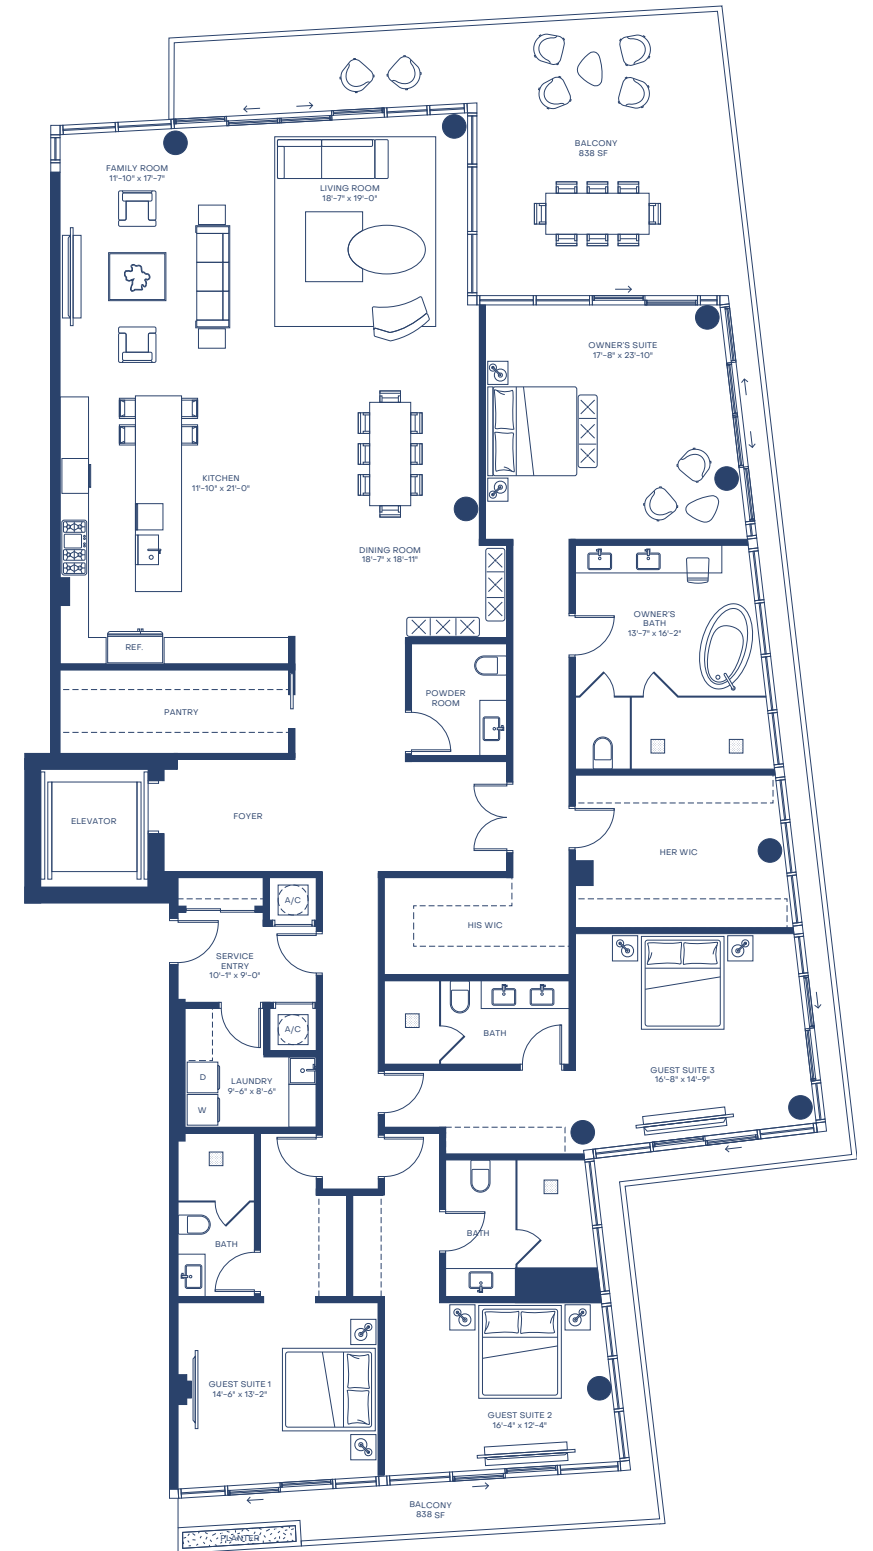 BALCONY
838 SF
FAMILY ROOM
11'-10" x 17'-7"
LIVING ROOM
18'-7" x 19'-0"
OWNER'S SUITE
17'-8" x 23'-10"
KITCHEN
11'-10" x 21'-0"
DINING ROOM
18'-7" x 18'-11"
OWNER'S
BATH
13'-7" x 16'-2"
REF.
POWDER
ROOM
PANTRY
ELEVATOR
FOYER
HER WIC
A/C
HIS WIC
SERVICE
ENTRY
10'-1" x 9'-0"
A/C
BATH
D
LAUNDRY
9'-6" x 8'-6"
W
GUEST SUITE 3
16'-8" x 14'-9"
BATH
BATH
GUEST SUITE 1
14'-6" x 13'-2"
GUEST SUITE 2
16'-4" x 12'-4"
BALCONY
838 SF
PLANTER